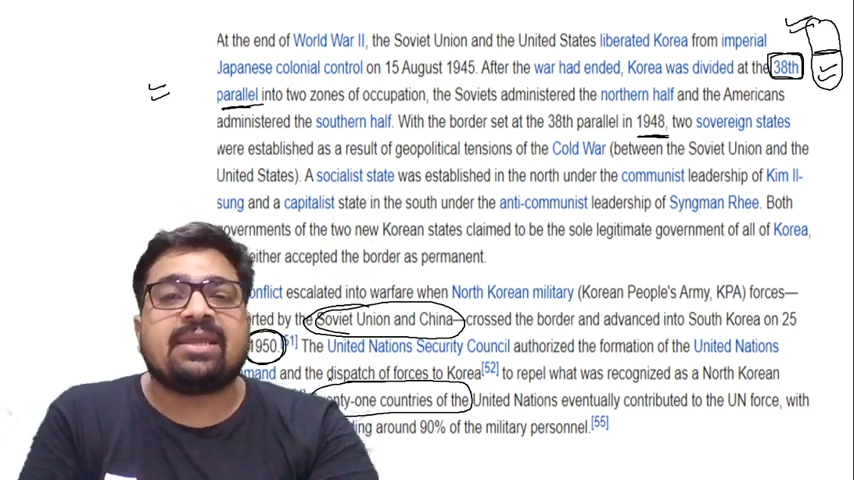 At the end of World War II, the Soviet Union and the United States liberated Korea from imperial
Japanese colonial control on 15 August 1945. After the war had ended, Korea was divided at the 38th
parallel into two zones of occupation, the Soviets administered the northern half and the Americans
administered the southern half. With the border set at the 38th parallel in 1948, two sovereign states
were established as a result of geopolitical tensions of the Cold War (between the Soviet Union and the
United States). A socialist state was established in the north under the communist leadership of Kim Il-
sung and a capitalist state in the south under the anti-communist leadership of Syngman Rhee. Both
governments of the two new Korean states claimed to be the sole legitimate government of all of Korea,
either accepted the border as permanent.
onflict escalated into warfare when North Korean military (Korean People's Army, KPA) forces—
rted by the Soviet Union and China—crossed the border and advanced into South Korea on 25
1950.[51] The United Nations Security Council authorized the formation of the United Nations
mand and the dispatch of forces to Korea[52] to repel what was recognized as a North Korean
nty-one countries of the United Nations eventually contributed to the UN force, with
ding around 90% of the military personnel.[55]